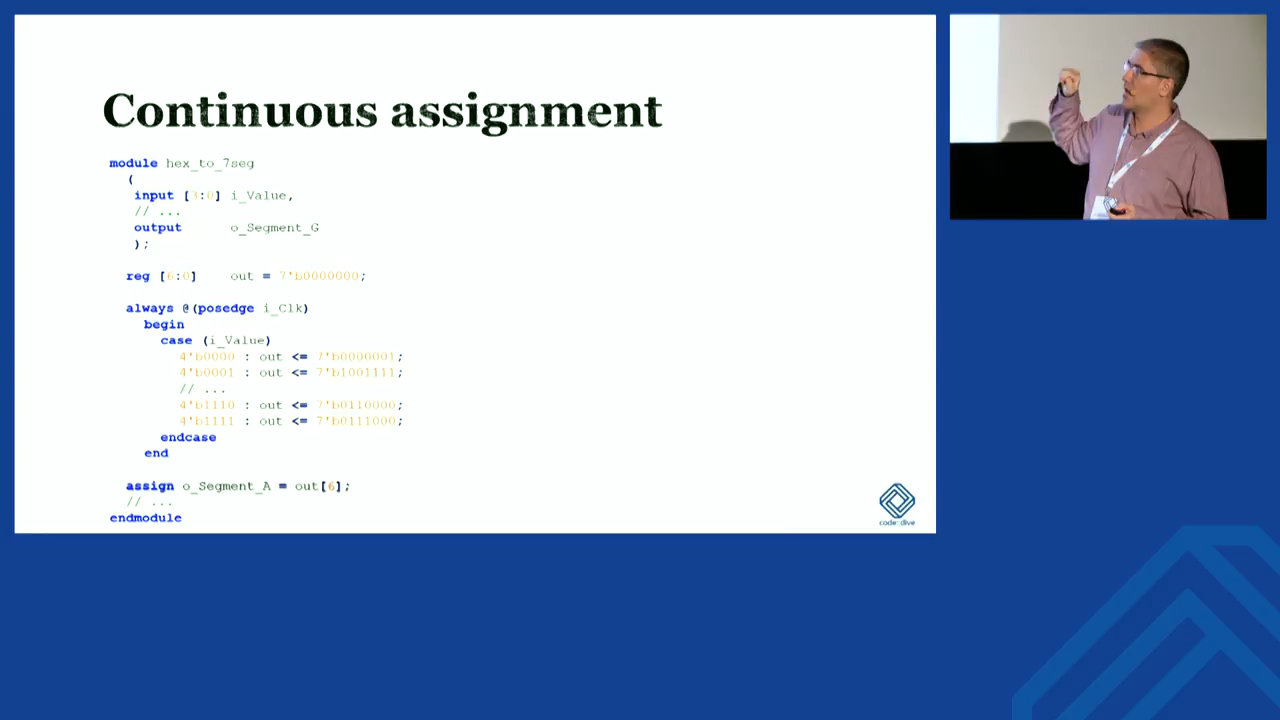 Continuous assignment
module hex_to_7seg
(
input [3:0] i_Value,
// ...
output o_Segment_G
);
reg [6:0] out = 7'b0000000;
always @(posedge i_Clk)
begin
case (i_Value)
4'b0000 : out <= 7'b0000001;
4'b0001 : out <= 7'b1001111;
// ...
4'b1110 : out <= 7'b0110000;
4'b1111 : out <= 7'b0111000;
endcase
end
assign o_Segment_A = out[6];
// ...
endmodule
code::dive